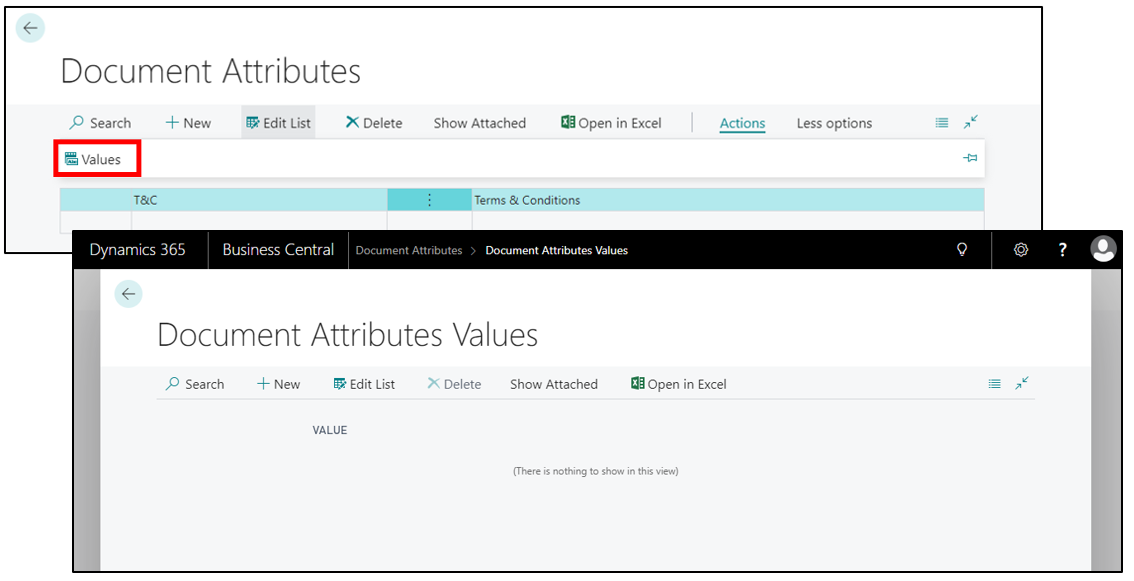 Document Attributes
Search New Edit List Delete Show Attached Open in Excel Actions Less options
Values
T&C Terms & Conditions
Dynamics 365 Business Central Document Attributes > Document Attributes Values ?
Document Attributes Values
Search New Edit List Delete Show Attached Open in Excel
VALUE
(There is nothing to show in this view)